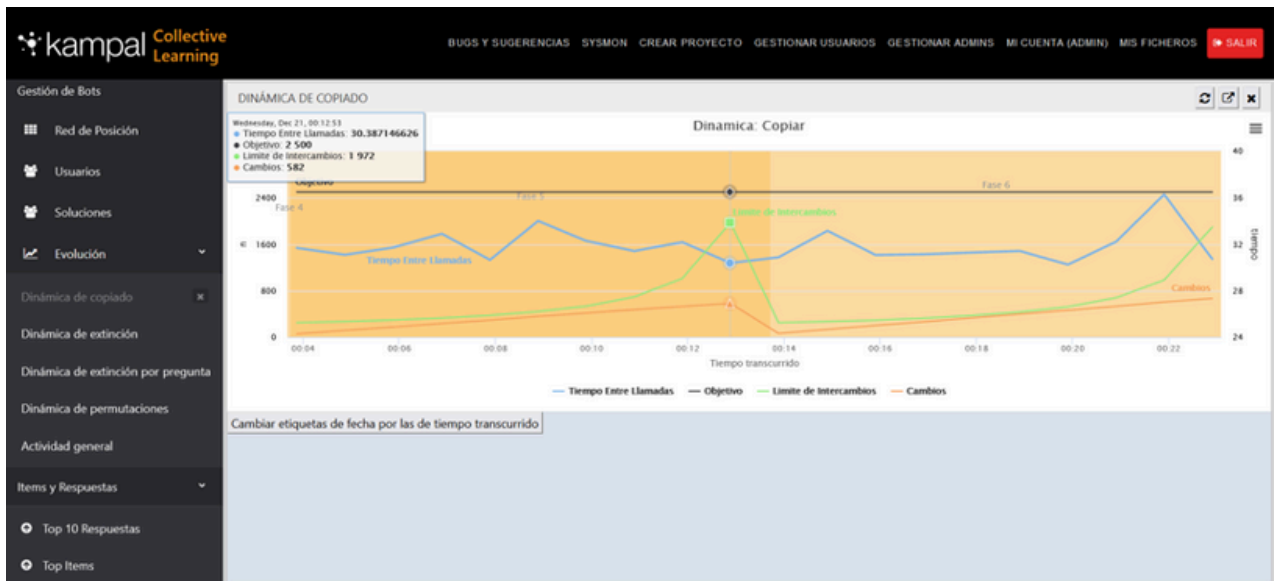 kampal Collective
Learning
BUGS Y SUGERENCIAS SYSMON CREAR PROYECTO GESTIONAR USUARIOS GESTIONAR ADMINS MI CUENTA (ADMIN) MIS FICHEROS SALIR
Gestión de Bots
Red de Posición
Usuarios
Soluciones
Evolución
Dinámica de copiado
Dinámica de extinción
Dinámica de extinción por pregunta
Dinámica de permutaciones
Actividad general
Items y Respuestas
Top 10 Respuestas
Top Items
DINÁMICA DE COPIADO
Dinamica: Copiar
Wednesday, Dec 21, 00:12:53
Tiempo Entre Llamadas: 30.387146626
Objetivo: 2 500
Limite de Intercambios: 1 972
Cambios: 582
Objetivo
Fase 4
Fase 5
Fase 6
Limite de Intercambios
Tiempo Entre Llamadas
Cambios
2400
1600
800
0
n
40
36
32
28
24
tiempo
00:04 00:06 00:08 00:10 00:12 00:14 00:16 00:18 00:20 00:22
Tiempo transcurrido
Tiempo Entre Llamadas Objetivo Limite de Intercambios Cambios
Cambiar etiquetas de fecha por las de tiempo transcurrido